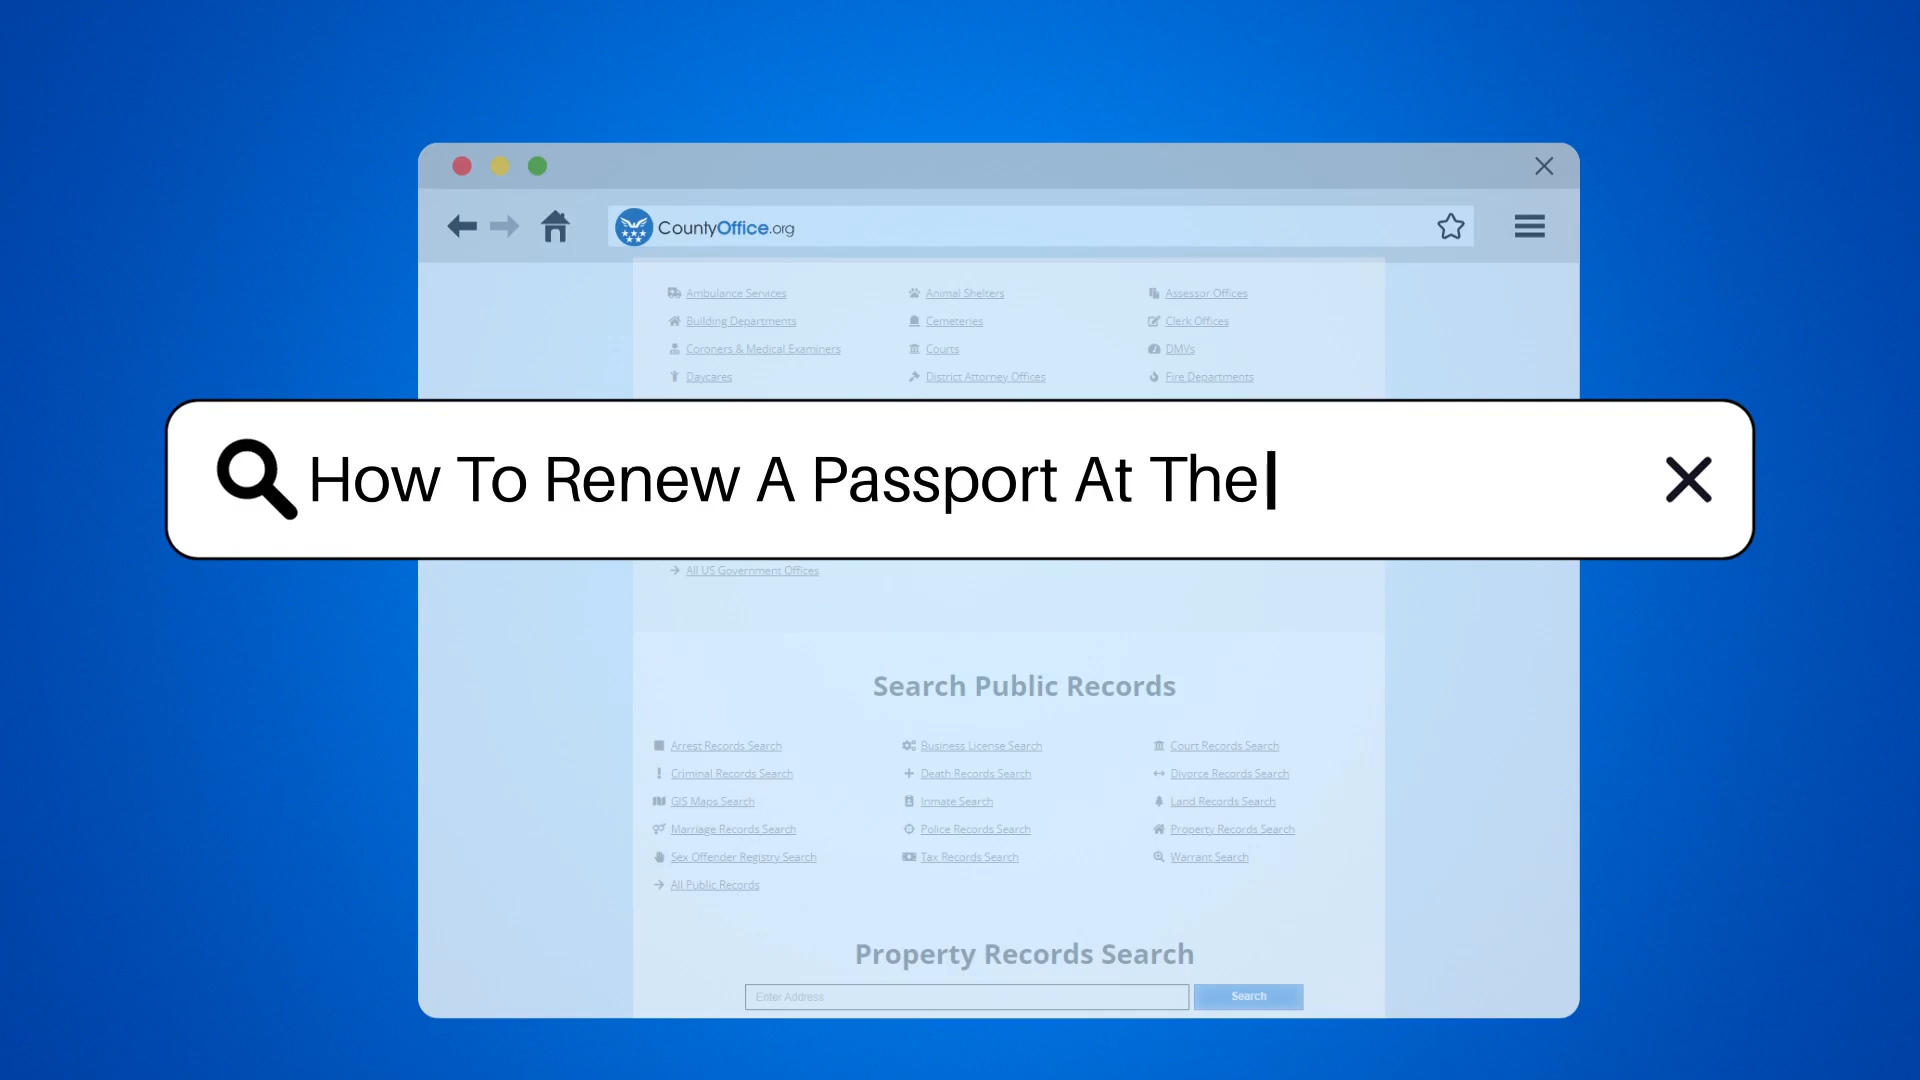 CountyOffice.org
Ambulance Services Animal Shelters Assessor Offices
Building Departments Cemeteries Clerk Offices
Coroners & Medical Examiners Courts DMVs
Daycares District Attorney Offices Fire Departments
How To Renew A Passport At The
All US Government Offices
Search Public Records
Arrest Records Search Business License Search Court Records Search
Criminal Records Search Death Records Search Divorce Records Search
GIS Maps Search Inmate Search Land Records Search
Marriage Records Search Police Records Search Property Records Search
Sex Offender Registry Search Tax Records Search Warrant Search
All Public Records
Property Records Search
Enter Address Search